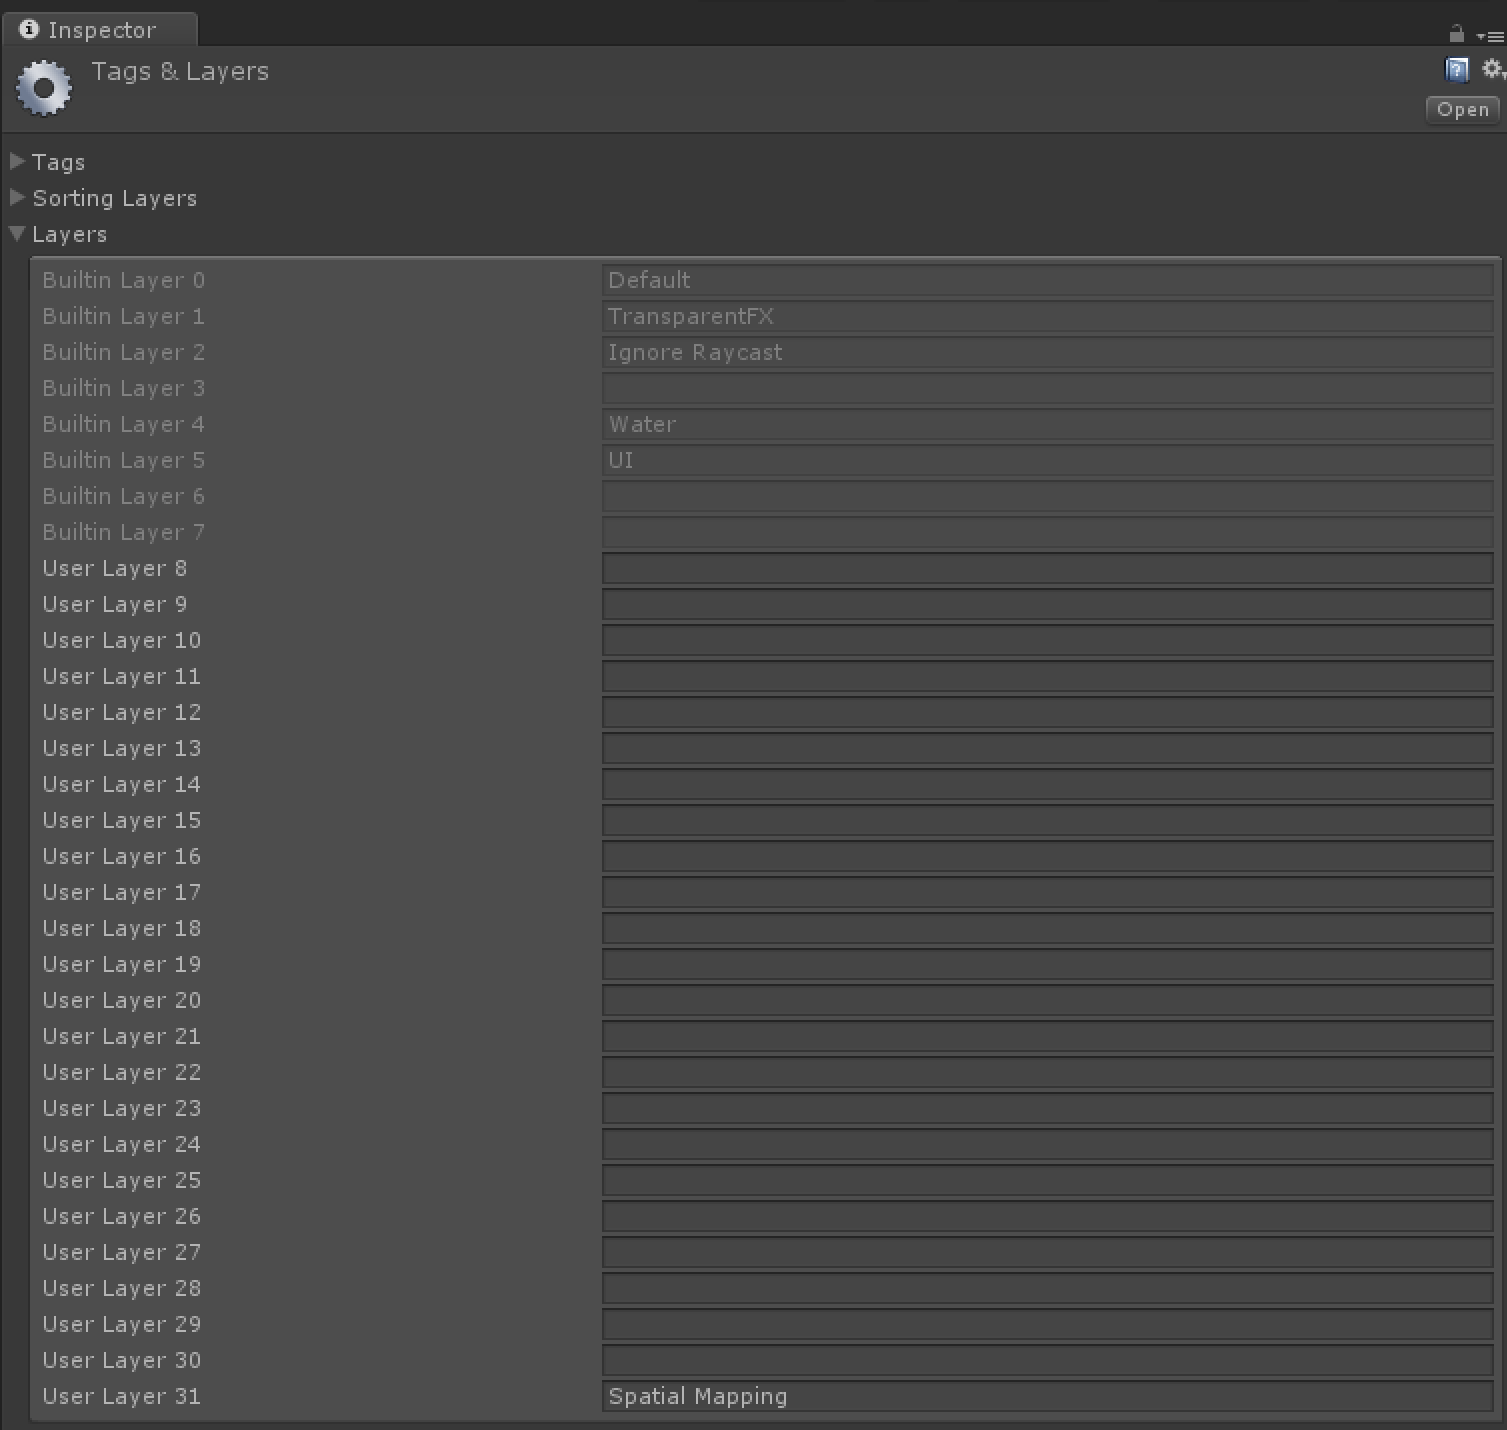 Inspector
Tags & Layers
Open
Tags
Sorting Layers
Layers
Builtin Layer 0 Default
Builtin Layer 1 TransparentFX
Builtin Layer 2 Ignore Raycast
Builtin Layer 3
Builtin Layer 4 Water
Builtin Layer 5 UI
Builtin Layer 6
Builtin Layer 7
User Layer 8
User Layer 9
User Layer 10
User Layer 11
User Layer 12
User Layer 13
User Layer 14
User Layer 15
User Layer 16
User Layer 17
User Layer 18
User Layer 19
User Layer 20
User Layer 21
User Layer 22
User Layer 23
User Layer 24
User Layer 25
User Layer 26
User Layer 27
User Layer 28
User Layer 29
User Layer 30
User Layer 31 Spatial Mapping